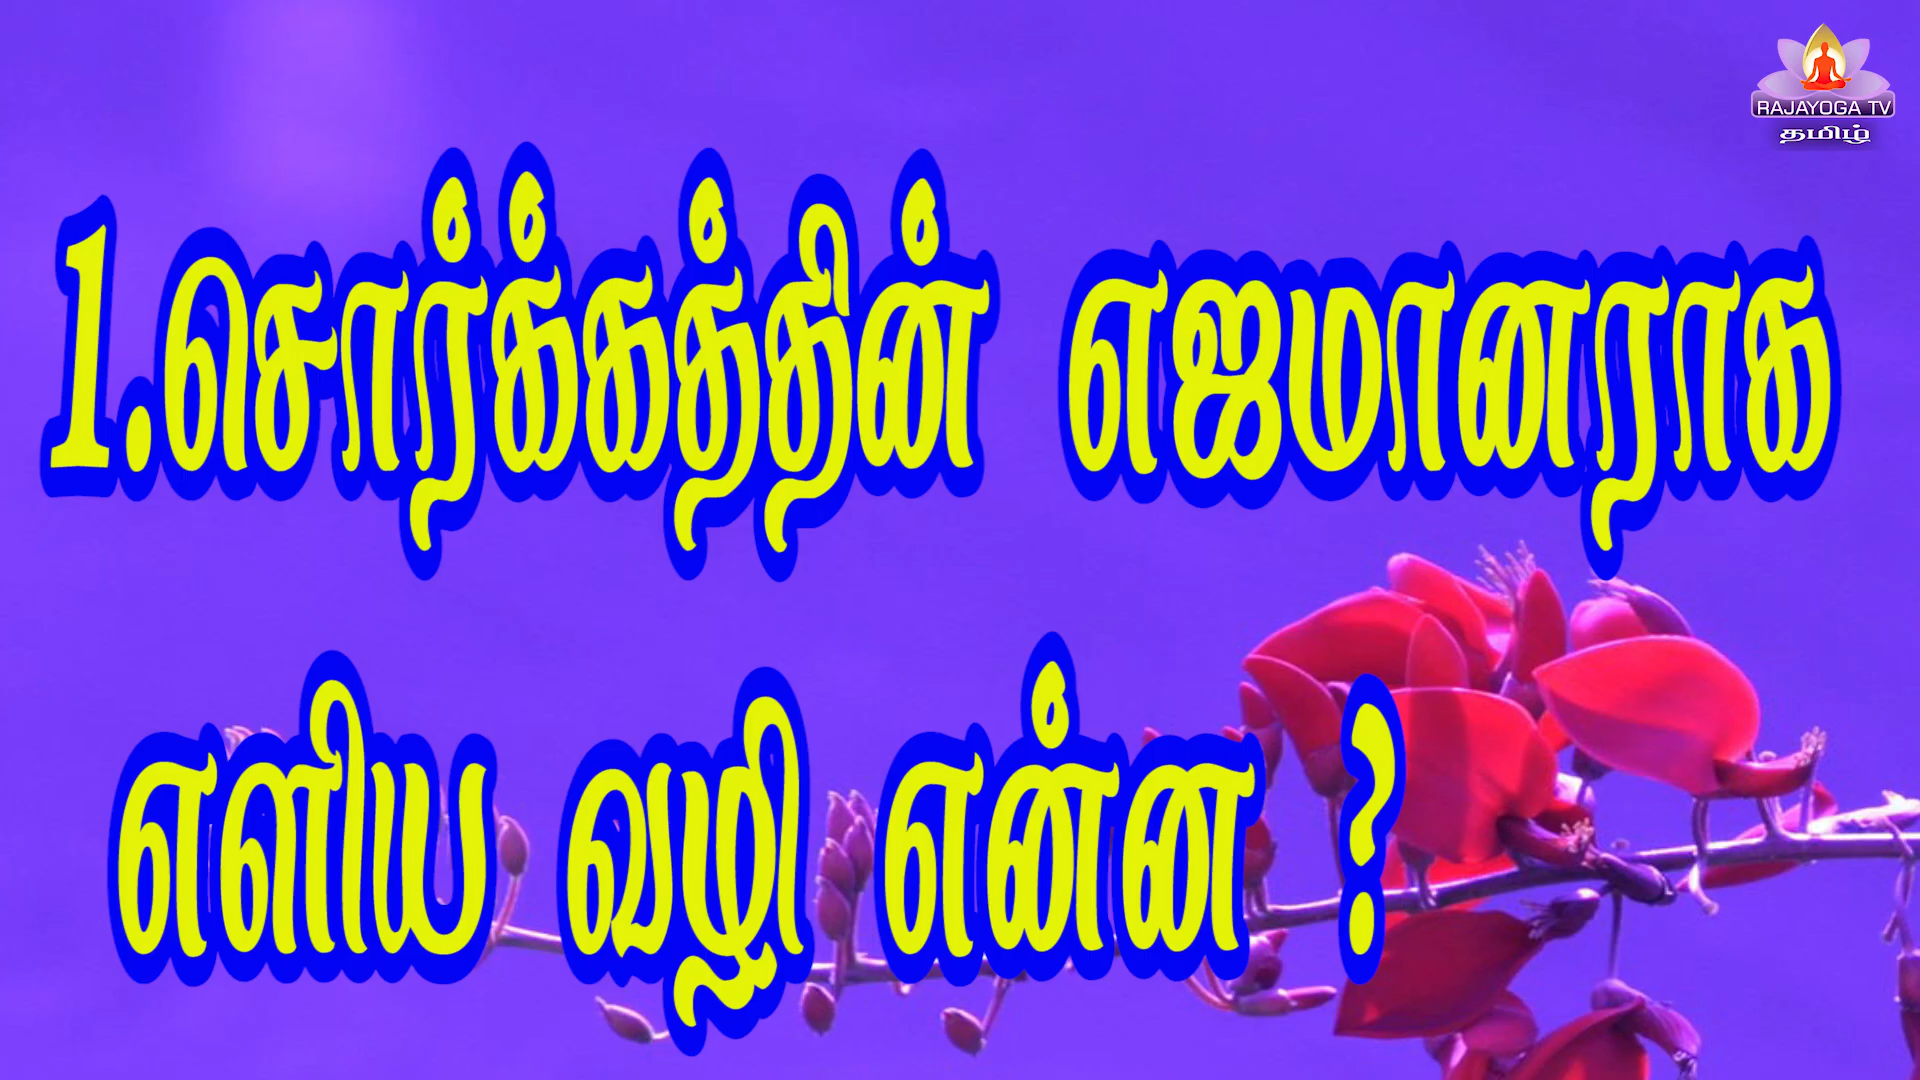 RAJAYOGA TV
தமிழ்
1.சொர்க்கத்தின் எஜமானராக
எளிய வழி என்ன ?